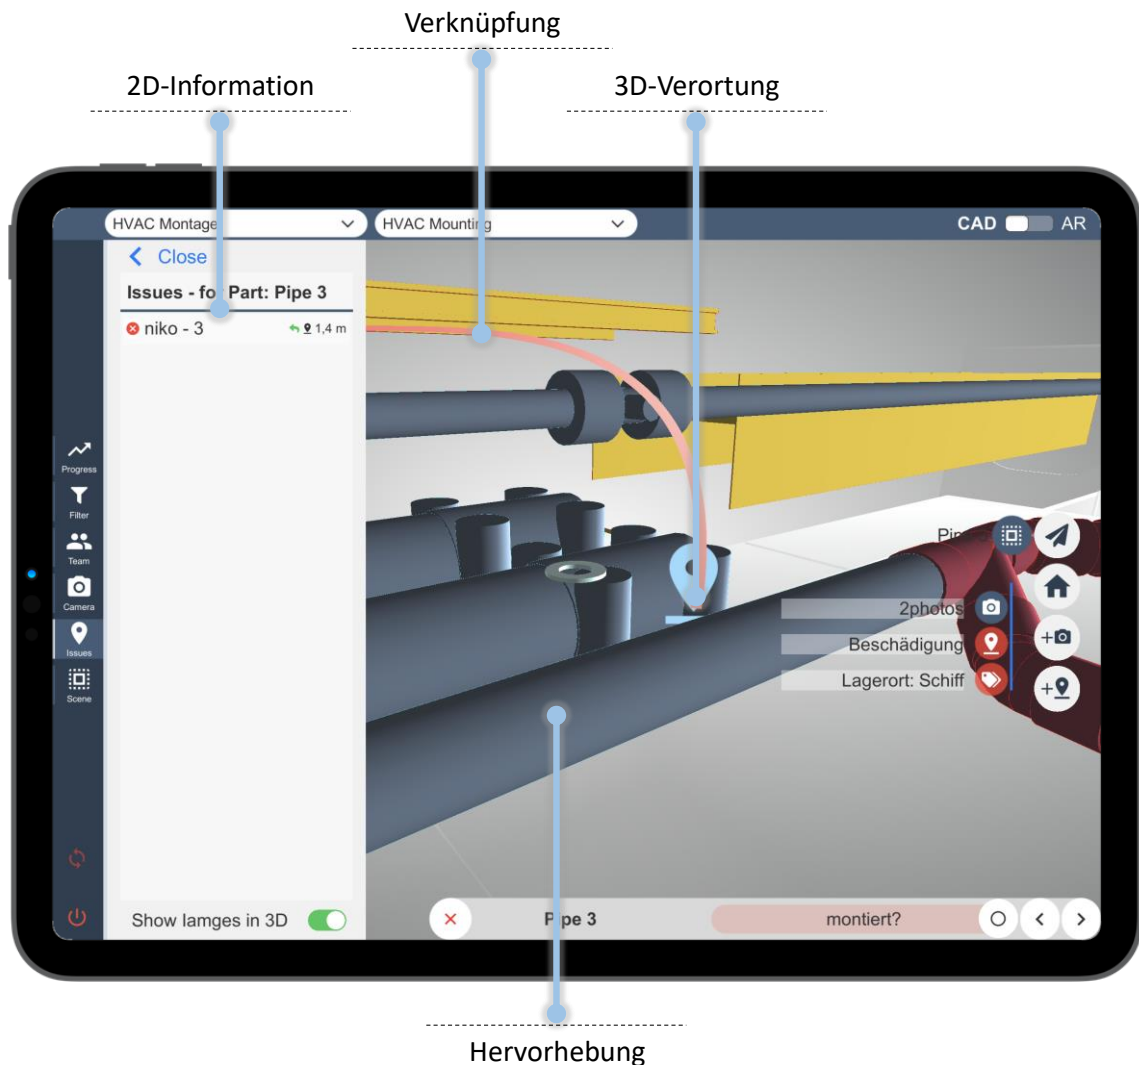 Verknüpfung
2D-Information
3D-Verortung
HVAC Montage
HVAC Mounting
CAD
AR
Close
Issues - for Part: Pipe 3
niko - 3
1,4 m
Progress
Filter
Team
Camera
Issues
Scene
2photos
Beschädigung
Lagerort: Schiff
Show Iamges in 3D
Pipe 3
montiert?
Hervorhebung